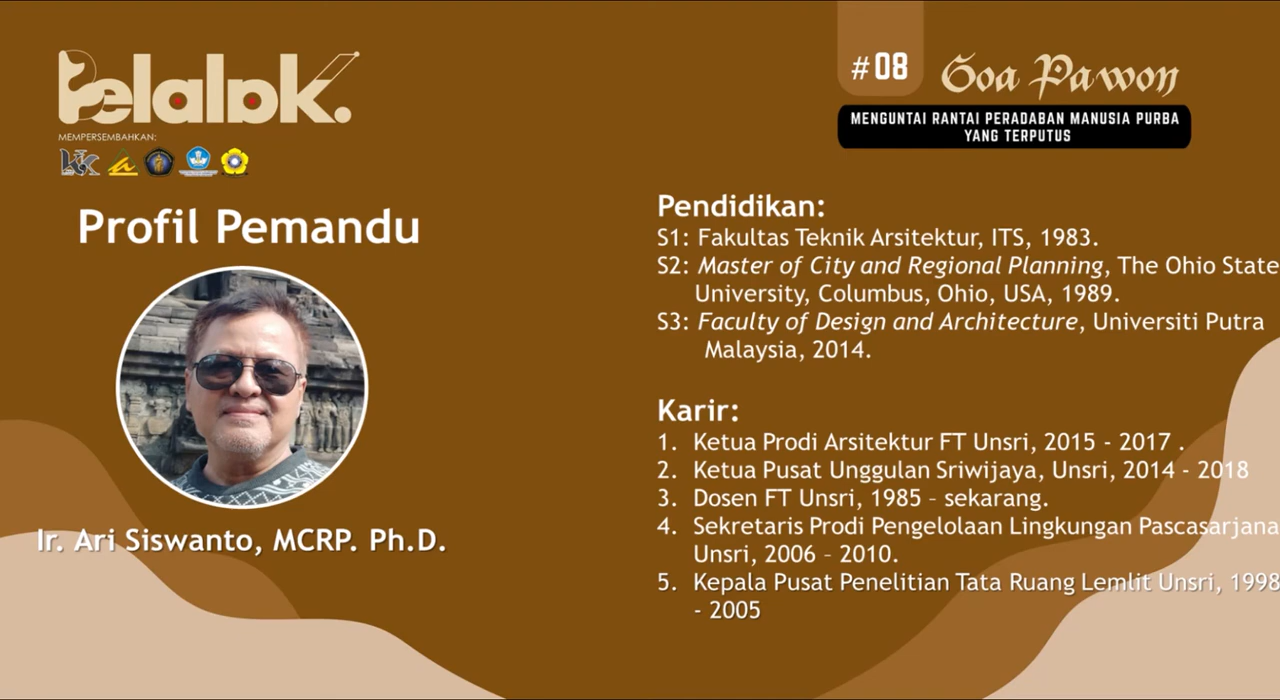 Pelalok.
MEMPERSEMBAHKAN:
#08
Goa Pawon
MENGUNTAI RANTAI PERADABAN MANUSIA PURBA
YANG TERPUTUS
Profil Pemandu
Ir. Ari Siswanto, MCRP. Ph.D.
Pendidikan:
S1: Fakultas Teknik Arsitektur, ITS, 1983.
S2: Master of City and Regional Planning, The Ohio State
University, Columbus, Ohio, USA, 1989.
S3: Faculty of Design and Architecture, Universiti Putra
Malaysia, 2014.
Karir:
1. Ketua Prodi Arsitektur FT Unsri, 2015 - 2017 .
2. Ketua Pusat Unggulan Sriwijaya, Unsri, 2014 - 2018
3. Dosen FT Unsri, 1985 – sekarang.
4. Sekretaris Prodi Pengelolaan Lingkungan Pascasarjana
Unsri, 2006 – 2010.
5. Kepala Pusat Penelitian Tata Ruang Lemlit Unsri, 1998
- 2005